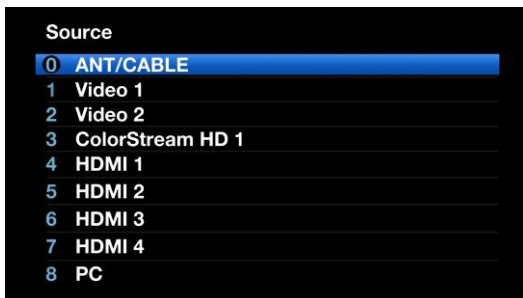 Source
0 ANT/CABLE
1 Video 1
2 Video 2
3 ColorStream HD 1
4 HDMI 1
5 HDMI 2
6 HDMI 3
7 HDMI 4
8 PC